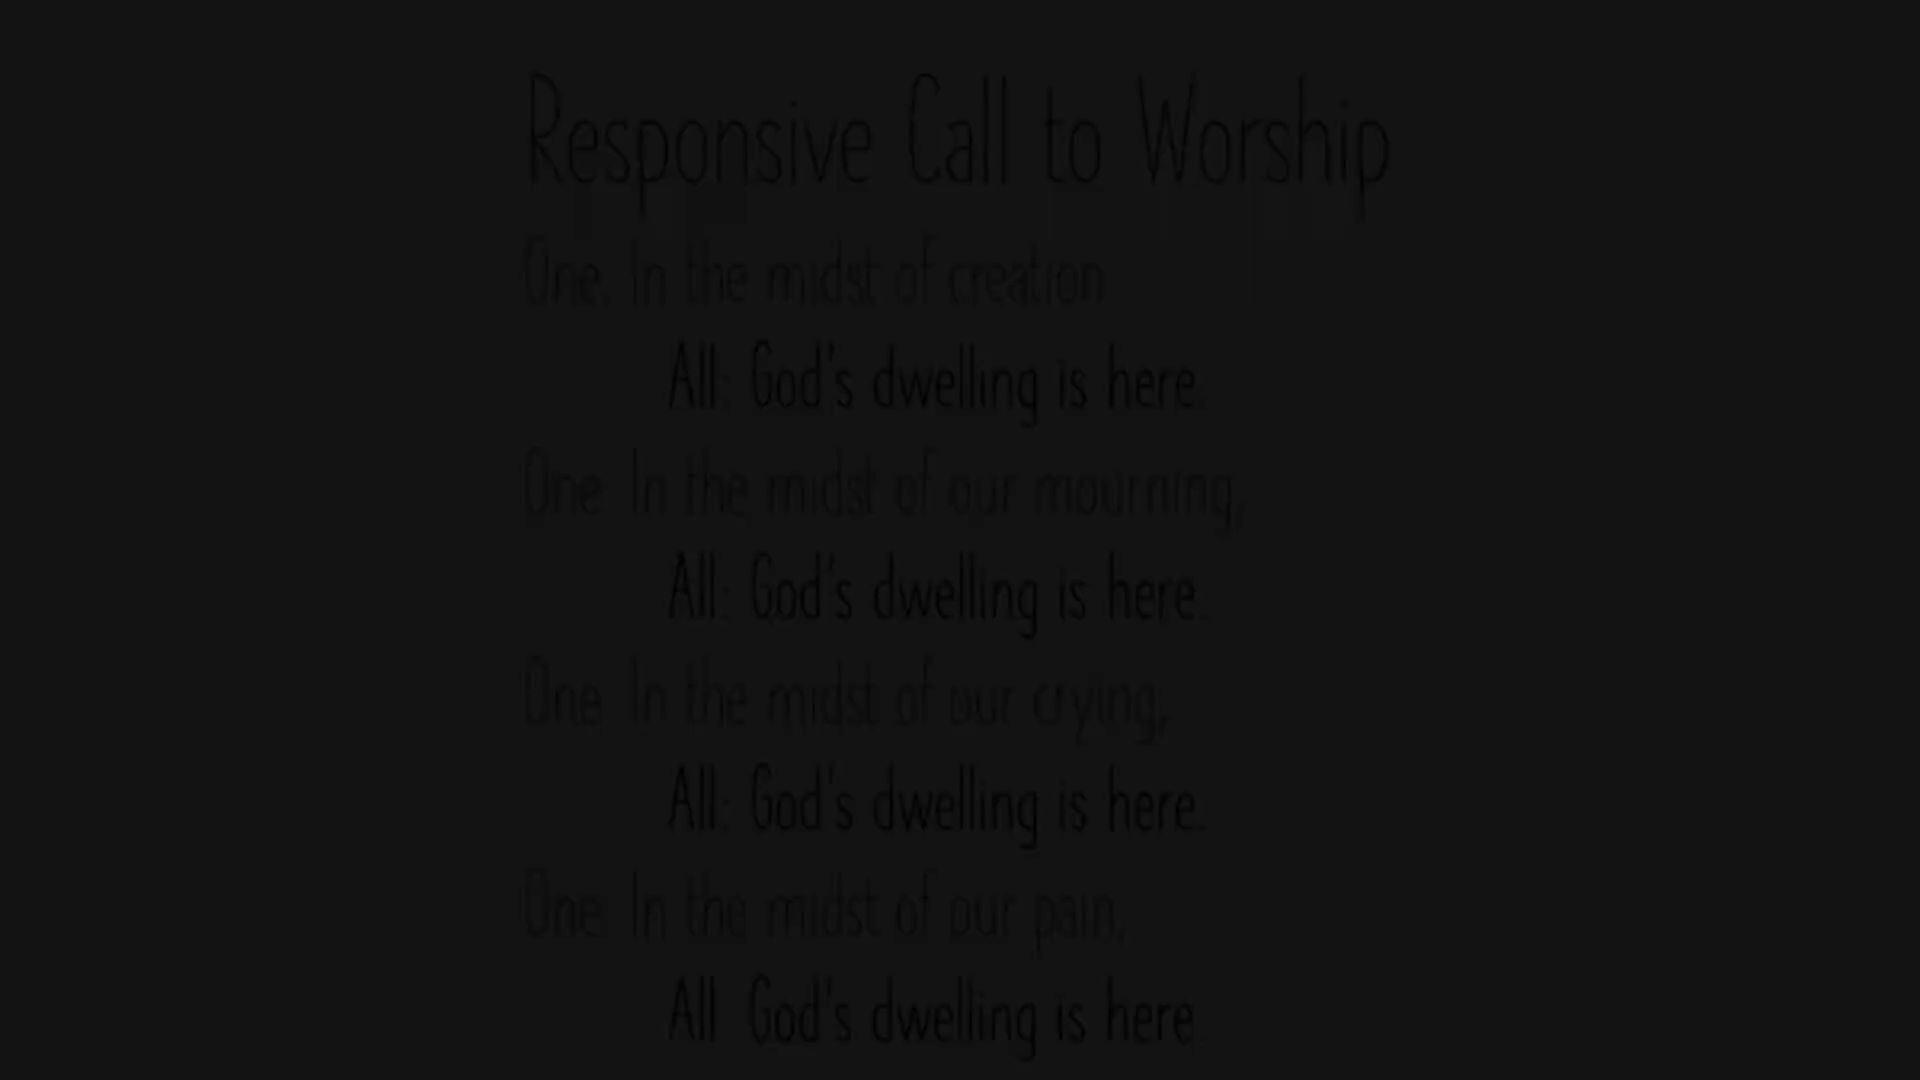 Responsive Call to Worship
One: In the midst of creation
All: God's dwelling is here.
One: In the midst of our mourning,
All: God's dwelling is here.
One: In the midst of our crying,
All: God's dwelling is here.
One: In the midst of our pain,
All: God's dwelling is here